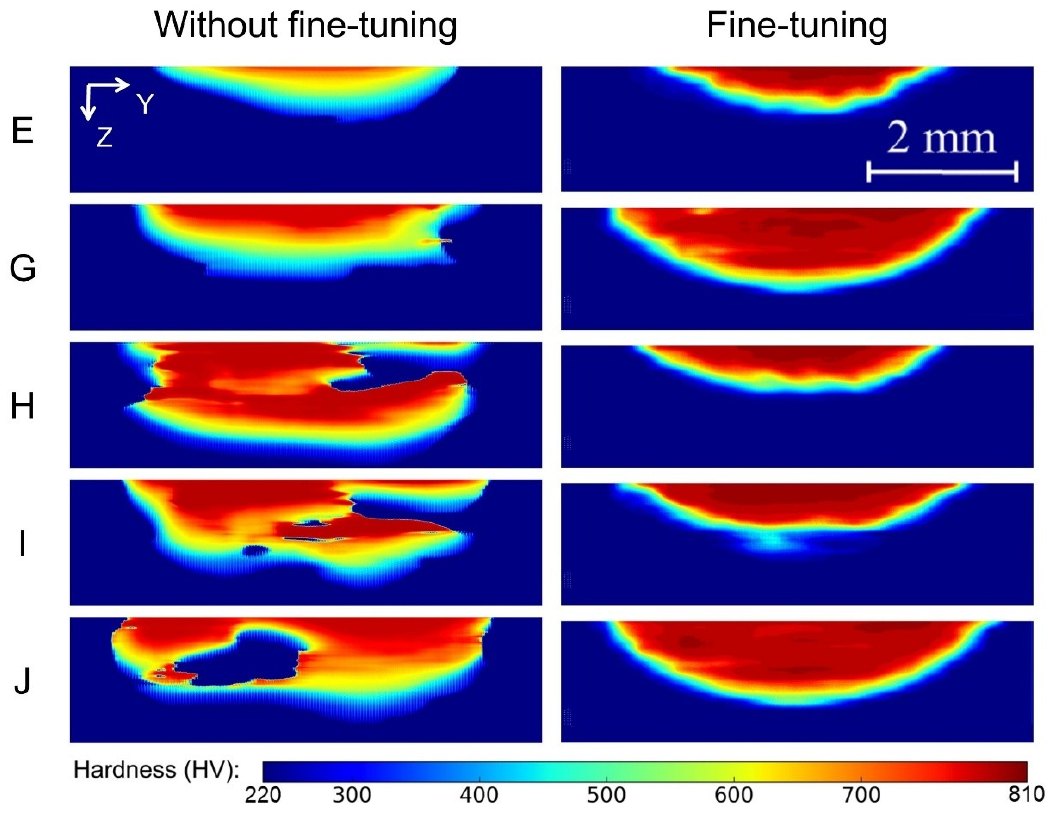 Without fine-tuning Fine-tuning
E
Y
Z
2 mm
G
H
I
J
Hardness (HV): 220 300 400 500 600 700 810